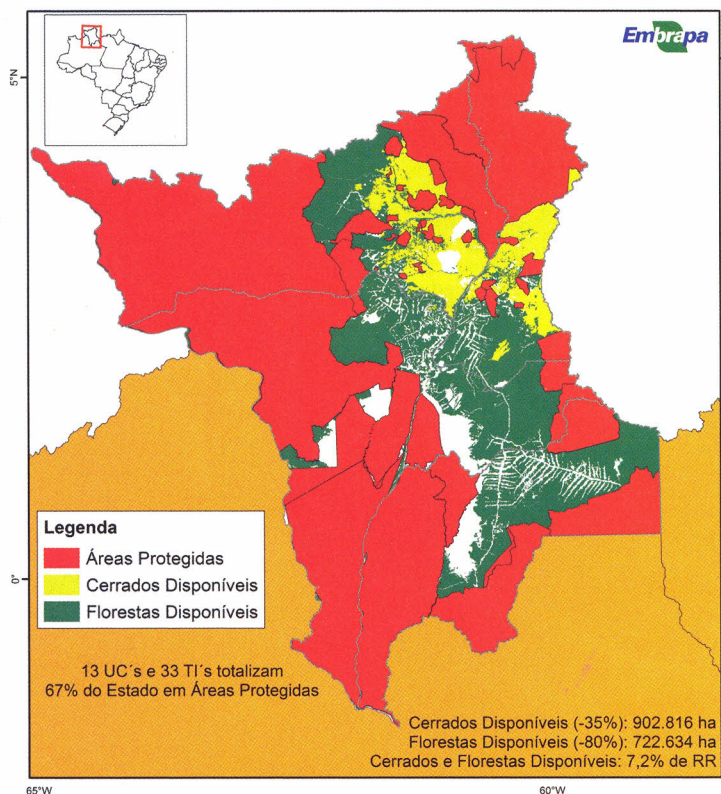 Embrapa
5°N
0°
Legenda
Áreas Protegidas
Cerrados Disponíveis
Florestas Disponíveis
13 UC´s e 33 TI´s totalizam
67% do Estado em Áreas Protegidas
Cerrados Disponíveis (-35%): 902.816 ha
Florestas Disponíveis (-80%): 722.634 ha
Cerrados e Florestas Disponíveis: 7,2% de RR
65°W
60°W